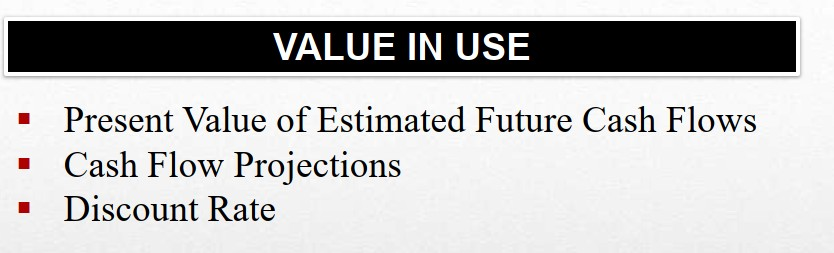 VALUE IN USE
▪ Present Value of Estimated Future Cash Flows
▪ Cash Flow Projections
▪ Discount Rate